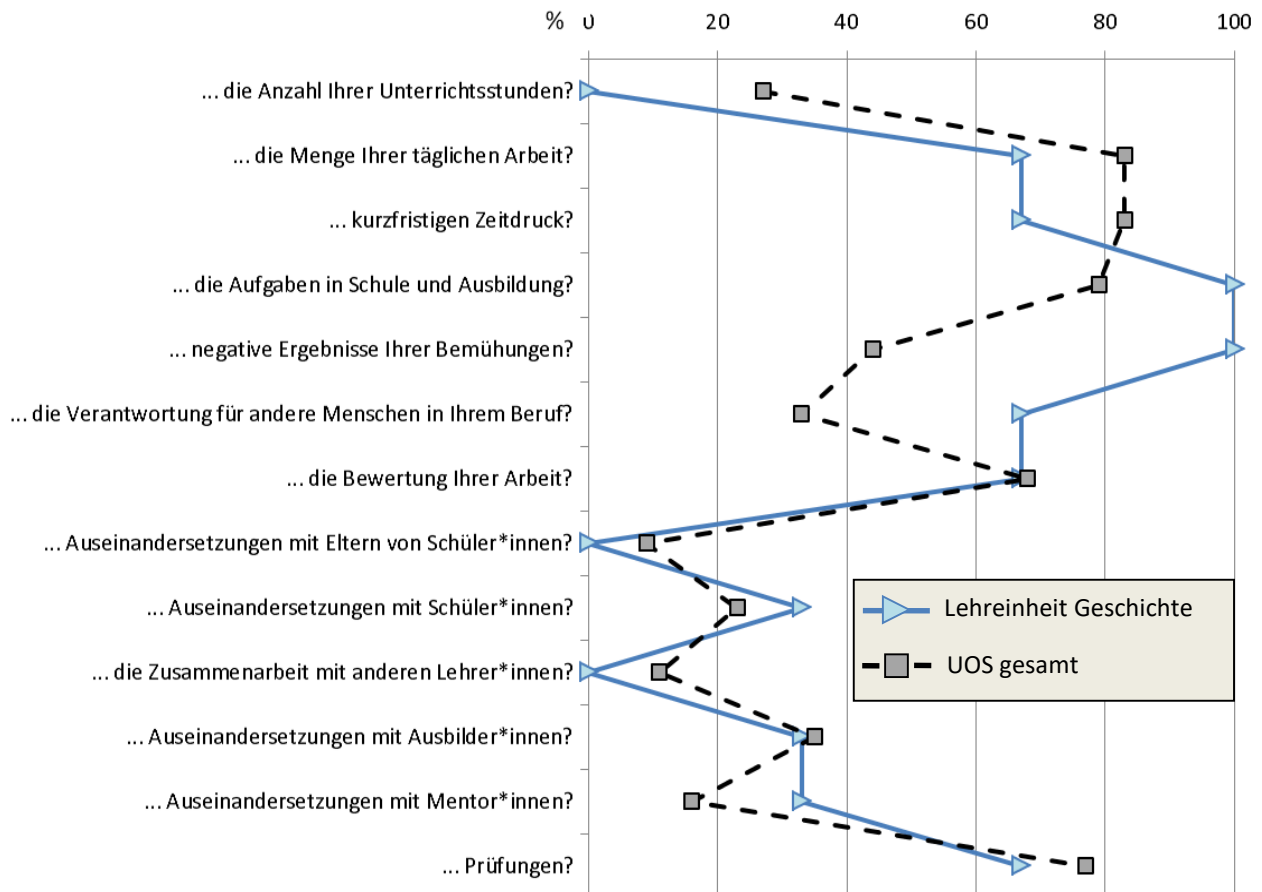 % 0 20 40 60 80 100
... die Anzahl Ihrer Unterrichtsstunden?
... die Menge Ihrer täglichen Arbeit?
... kurzfristigen Zeitdruck?
... die Aufgaben in Schule und Ausbildung?
... negative Ergebnisse Ihrer Bemühungen?
... die Verantwortung für andere Menschen in Ihrem Beruf?
... die Bewertung Ihrer Arbeit?
... Auseinandersetzungen mit Eltern von Schüler*innen?
... Auseinandersetzungen mit Schüler*innen?
... die Zusammenarbeit mit anderen Lehrer*innen?
... Auseinandersetzungen mit Ausbilder*innen?
... Auseinandersetzungen mit Mentor*innen?
... Prüfungen?
Lehreinheit Geschichte
UOS gesamt